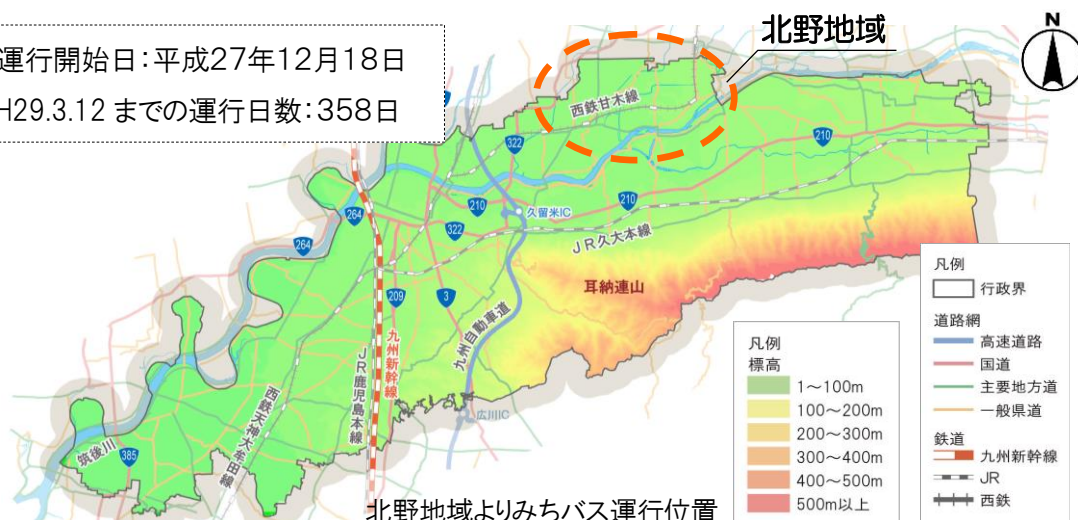 運行開始日：平成27年12月18日
H29.3.12 までの運行日数：358日
北野地域
N
西鉄甘木線
322
210
210
210
久留米IC
264
322
264
JR久大本線
耳納連山
209
3
九州自動車道
九州新幹線
JR鹿児島本線
西鉄天神大牟田線
広川IC
筑後川
385
凡例
標高
1～100m
100～200m
200～300m
300～400m
400～500m
500m以上
凡例
行政界
道路網
高速道路
国道
主要地方道
一般県道
鉄道
九州新幹線
JR
西鉄
北野地域よりみちバス運行位置